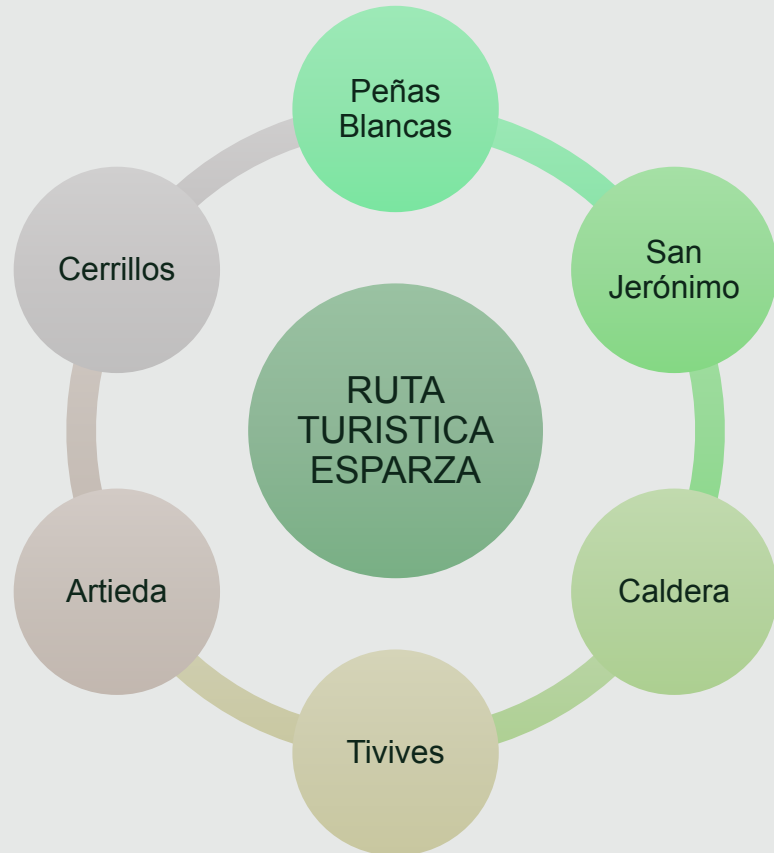 Peñas
Blancas
San
Jerónimo
Cerrillos
RUTA
TURISTICA
ESPARZA
Caldera
Artieda
Tivives